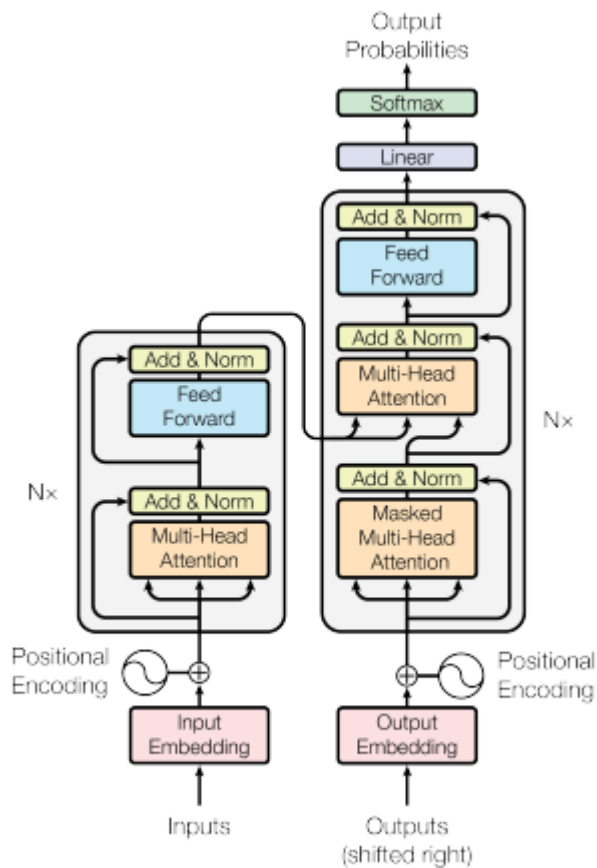 Output
Probabilities
Softmax
Linear
Add & Norm
Feed
Forward
Add & Norm
Multi-Head
Attention
Add & Norm
Masked
Multi-Head
Attention
N×
Add & Norm
Feed
Forward
Add & Norm
Multi-Head
Attention
N×
Positional
Encoding
Positional
Encoding
Input
Embedding
Output
Embedding
Inputs
Outputs
(shifted right)